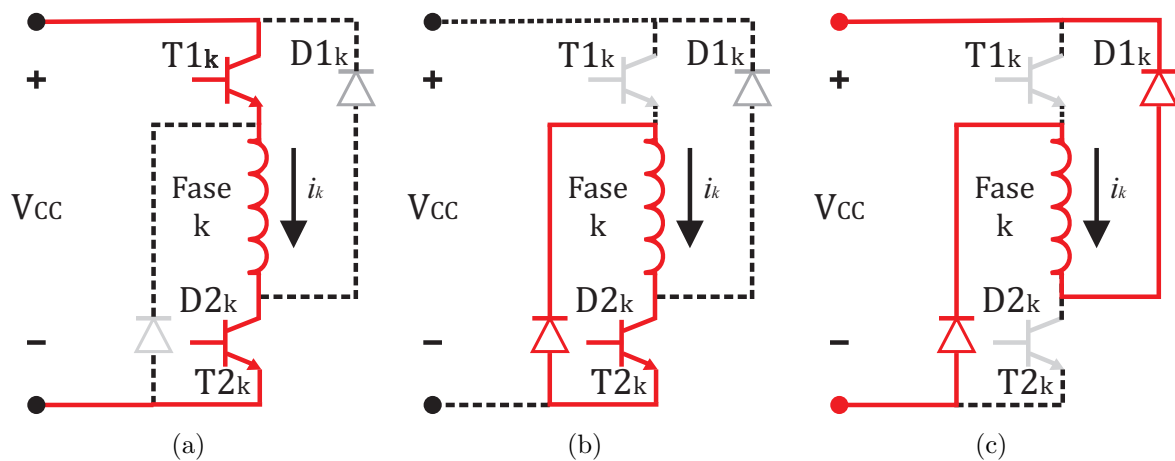 T1k
D1k
+
Vcc
Fase
k
ik
D2k
−
T2k
(a)
T1k
D1k
+
Vcc
Fase
k
ik
D2k
−
T2k
(b)
T1k
D1k
+
Vcc
Fase
k
ik
D2k
−
T2k
(c)